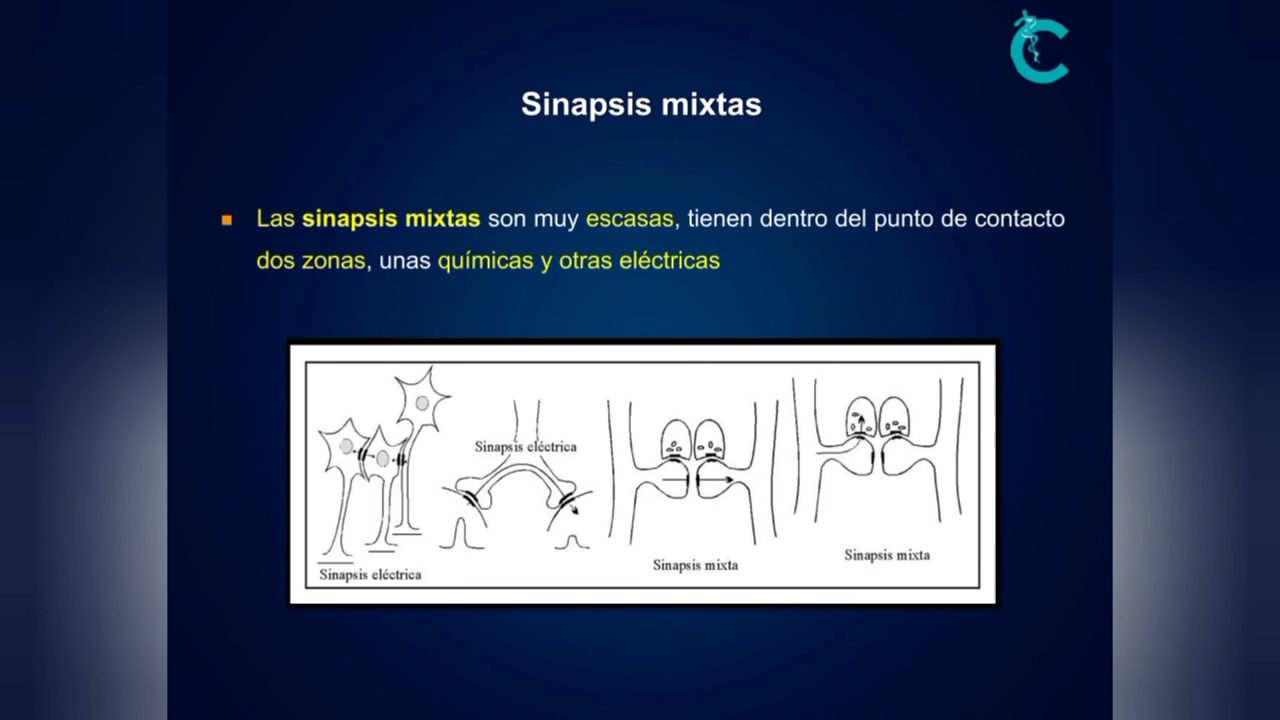 Sinapsis mixtas
Las sinapsis mixtas son muy escasas, tienen dentro del punto de contacto
dos zonas, unas químicas y otras eléctricas
Sinapsis eléctrica
Sinapsis eléctrica
Sinapsis mixta
Sinapsis mixta